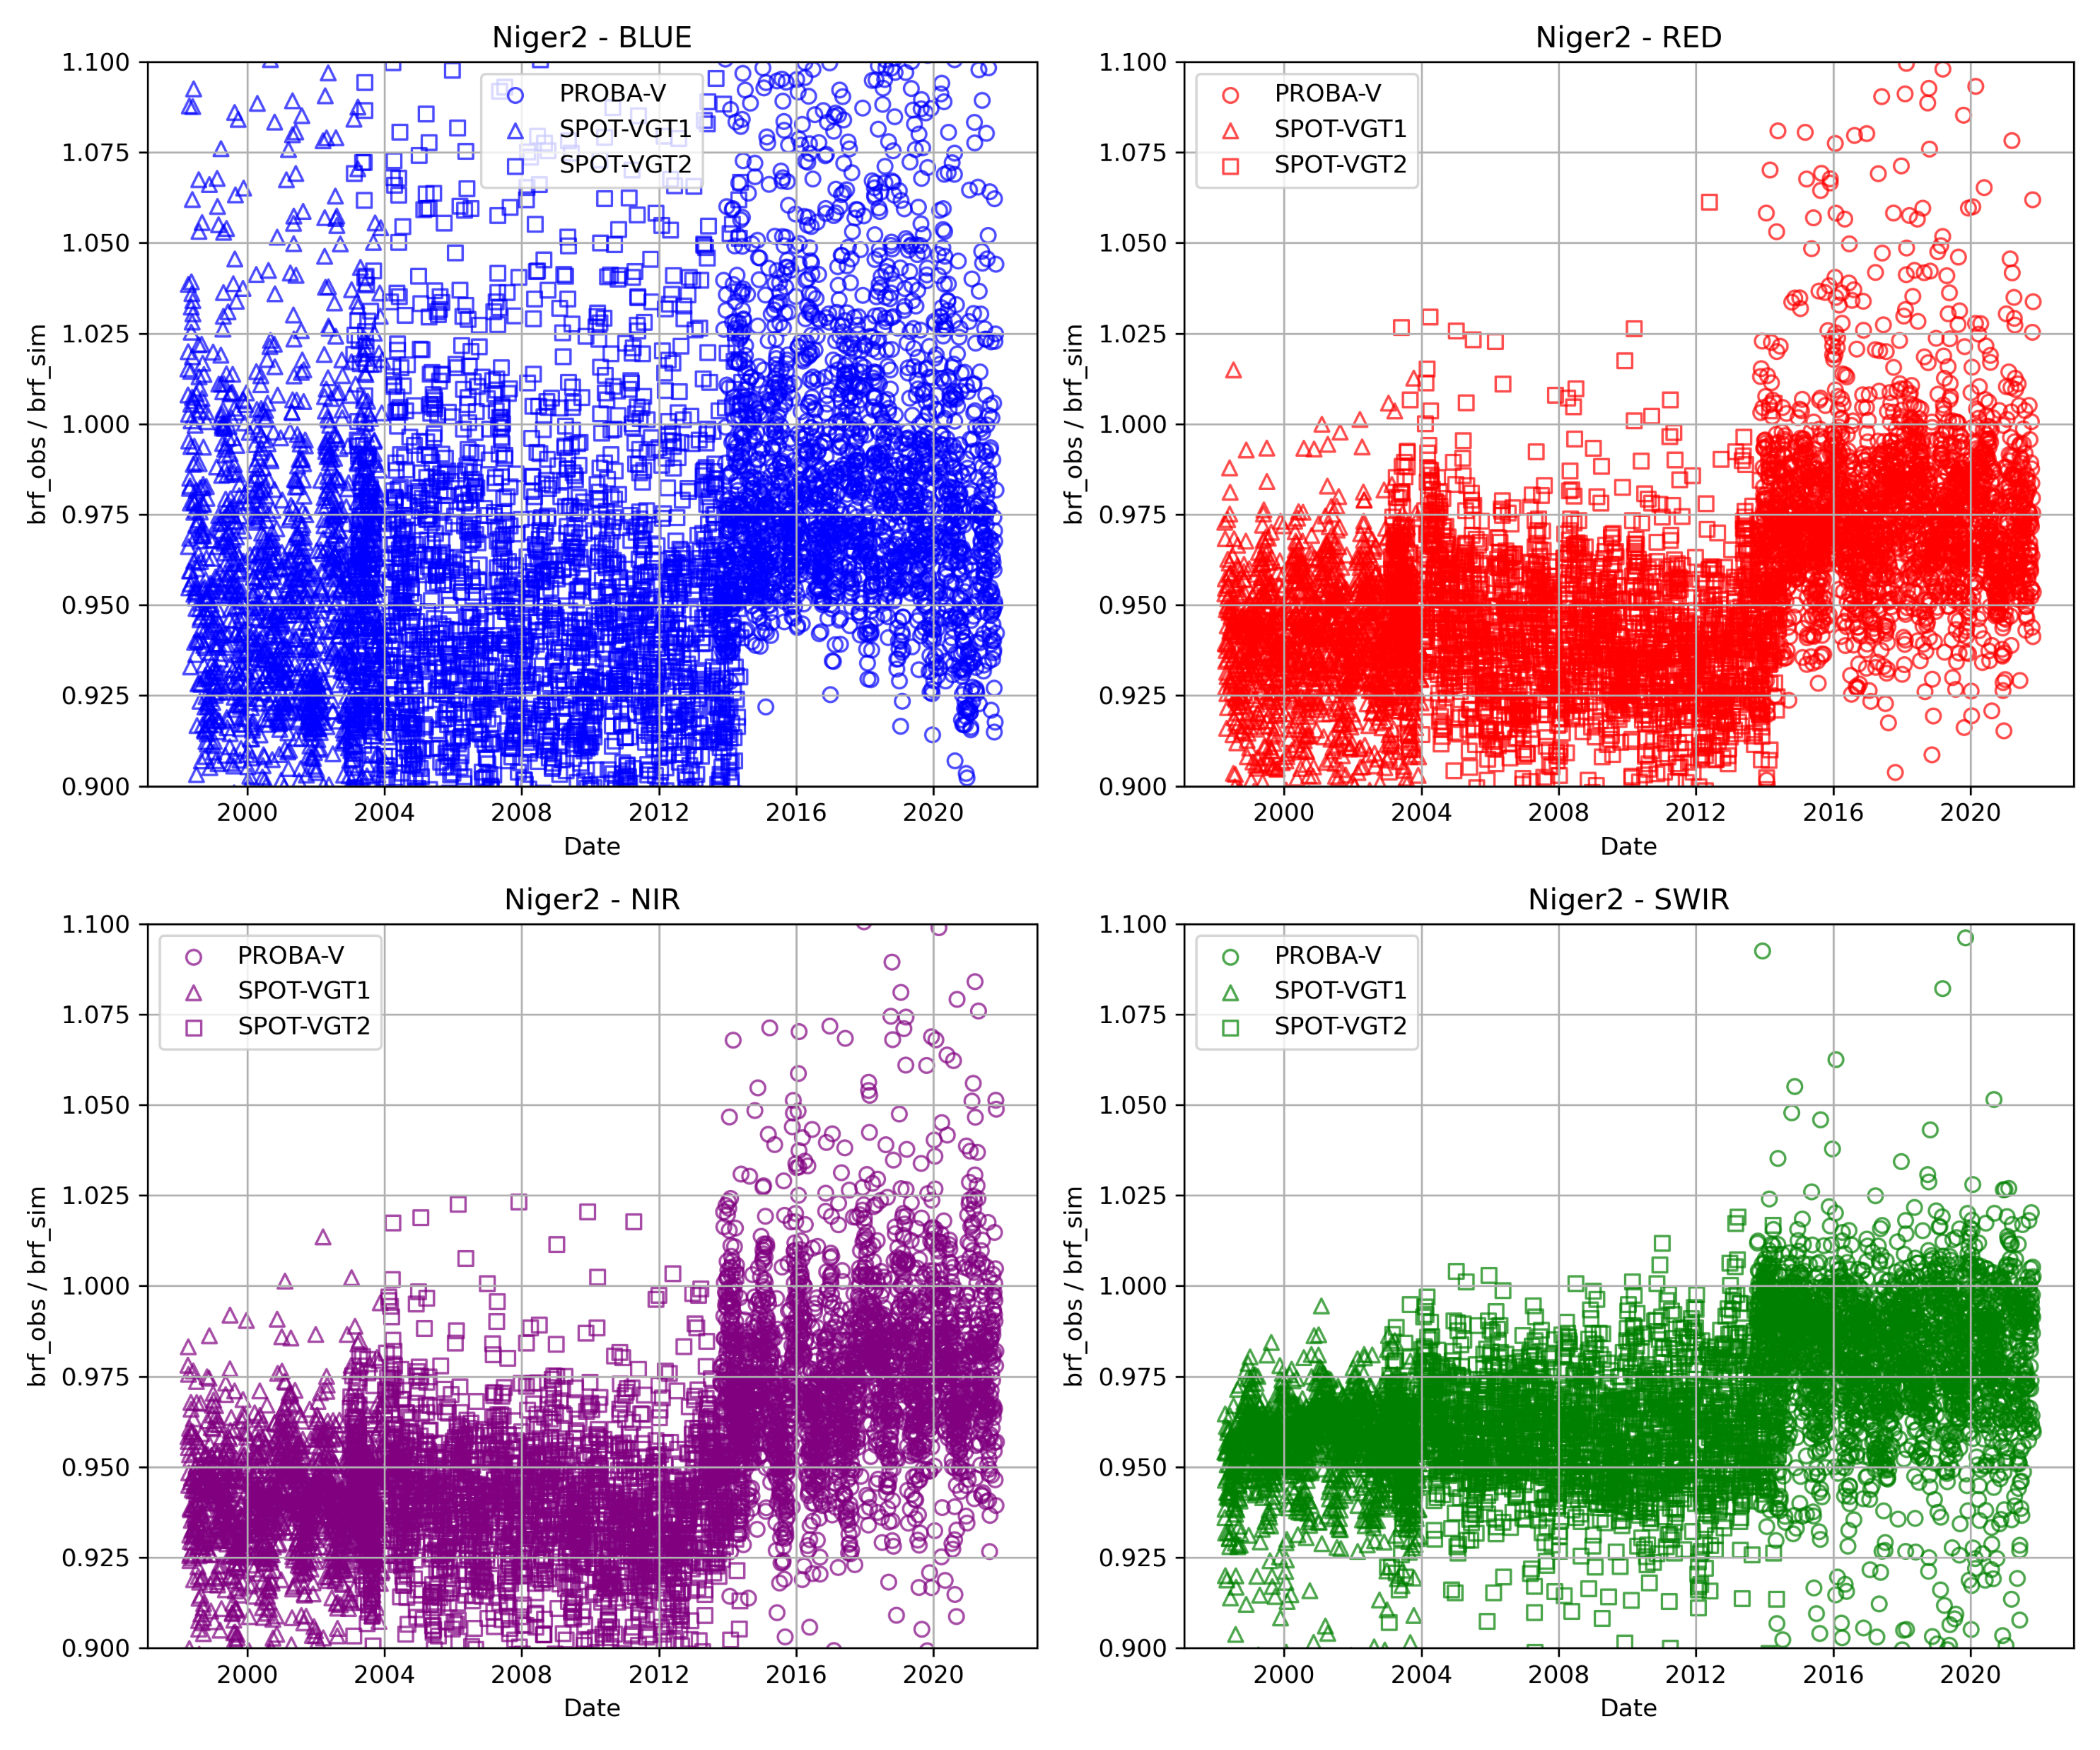 Niger2 - BLUE
1.100
1.075
1.050
1.025
1.000
0.975
0.950
0.925
0.900
brf_obs / brf_sim
PROBA-V
SPOT-VGT1
SPOT-VGT2
2000 2004 2008 2012 2016 2020
Date
Niger2 - RED
1.100
1.075
1.050
1.025
1.000
0.975
0.950
0.925
0.900
brf_obs / brf_sim
PROBA-V
SPOT-VGT1
SPOT-VGT2
2000 2004 2008 2012 2016 2020
Date
Niger2 - NIR
1.100
1.075
1.050
1.025
1.000
0.975
0.950
0.925
0.900
brf_obs / brf_sim
PROBA-V
SPOT-VGT1
SPOT-VGT2
2000 2004 2008 2012 2016 2020
Date
Niger2 - SWIR
1.100
1.075
1.050
1.025
1.000
0.975
0.950
0.925
0.900
brf_obs / brf_sim
PROBA-V
SPOT-VGT1
SPOT-VGT2
2000 2004 2008 2012 2016 2020
Date